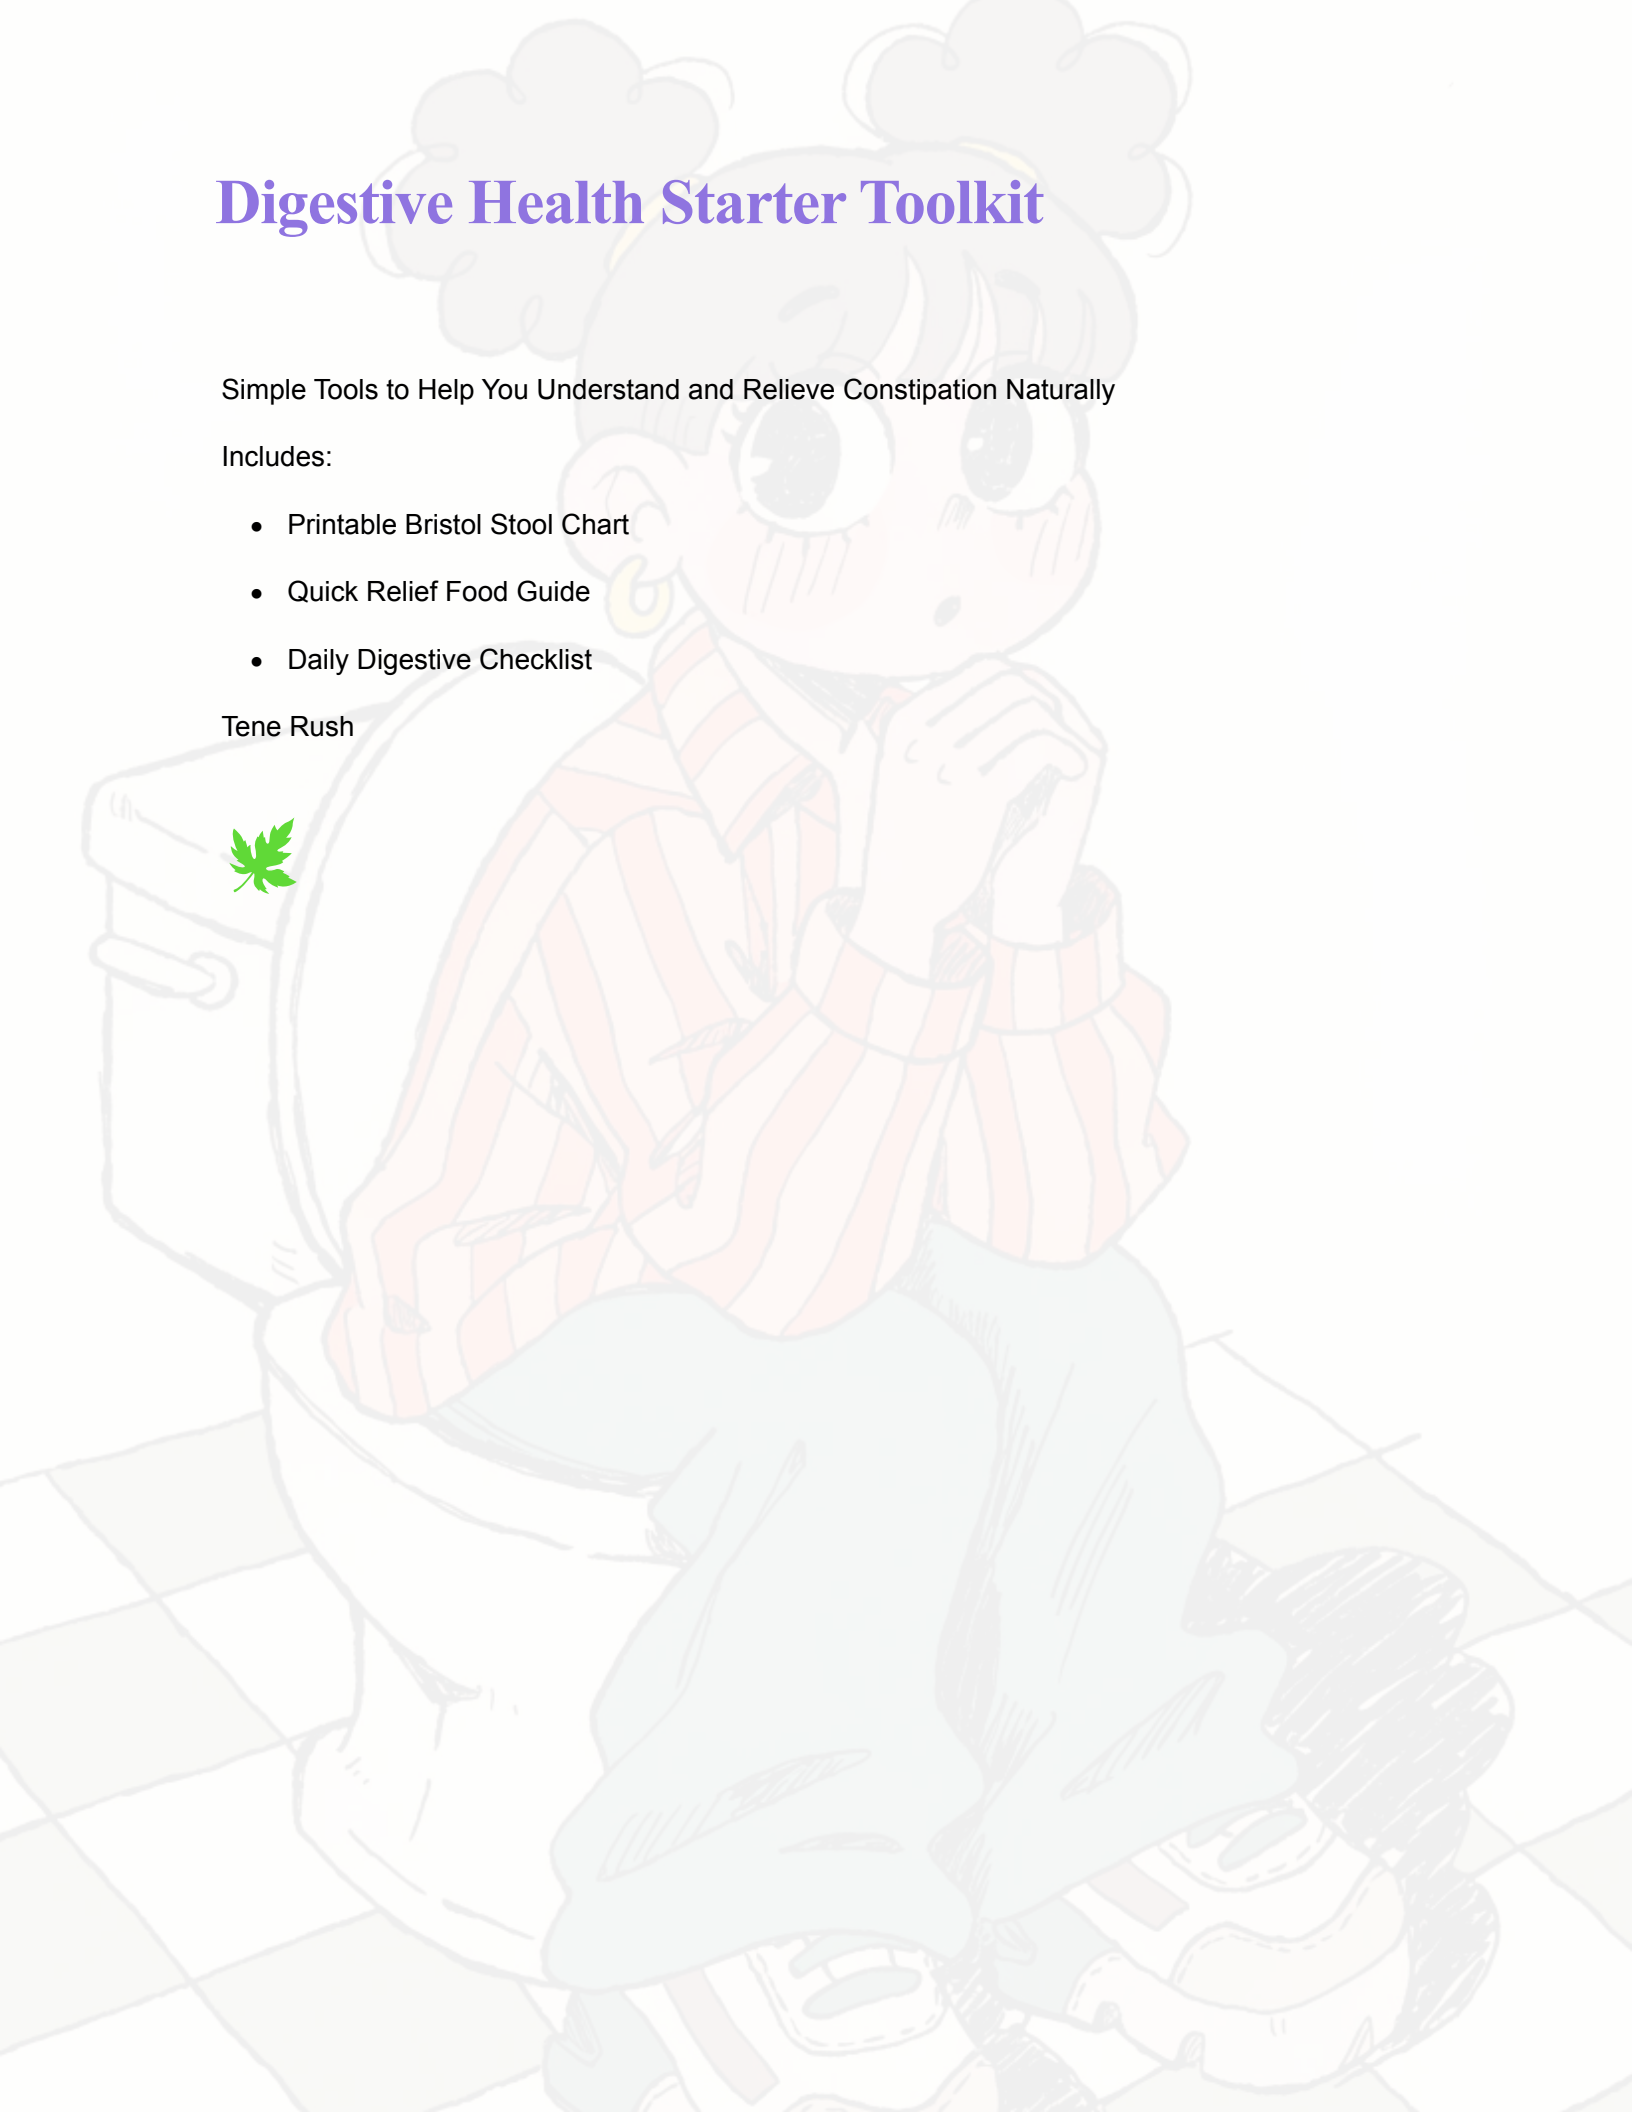 Digestive Health Starter Toolkit
Simple Tools to Help You Understand and Relieve Constipation Naturally
Includes:
• Printable Bristol Stool Chart
• Quick Relief Food Guide
• Daily Digestive Checklist
Tene Rush